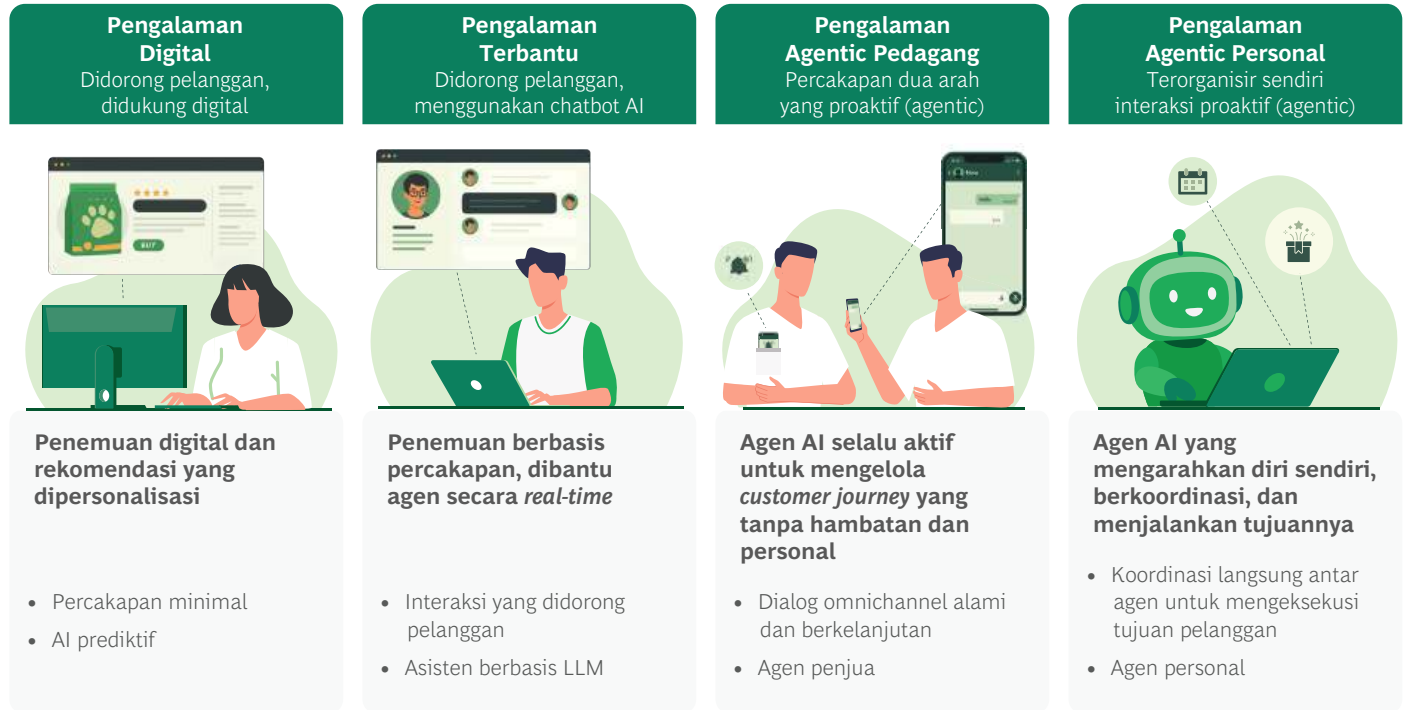 Pengalaman
Digital
Didorong pelanggan,
didukung digital
Pengalaman
Terbantu
Didorong pelanggan,
menggunakan chatbot AI
Pengalaman
Agentic Pedagang
Percakapan dua arah
yang proaktif (agentic)
Pengalaman
Agentic Personal
Terorganisir sendiri
interaksi proaktif (agentic)
BUY
Penemuan digital dan
rekomendasi yang
dipersonalisasi
• Percakapan minimal
• AI prediktif
Penemuan berbasis
percakapan, dibantu
agen secara real-time
• Interaksi yang didorong
pelanggan
• Asisten berbasis LLM
Agen AI selalu aktif
untuk mengelola
customer journey yang
tanpa hambatan dan
personal
• Dialog omnichannel alami
dan berkelanjutan
• Agen penjua
Agen AI yang
mengarahkan diri sendiri,
berkoordinasi, dan
menjalankan tujuannya
• Koordinasi langsung antar
agen untuk mengeksekusi
tujuan pelanggan
• Agen personal